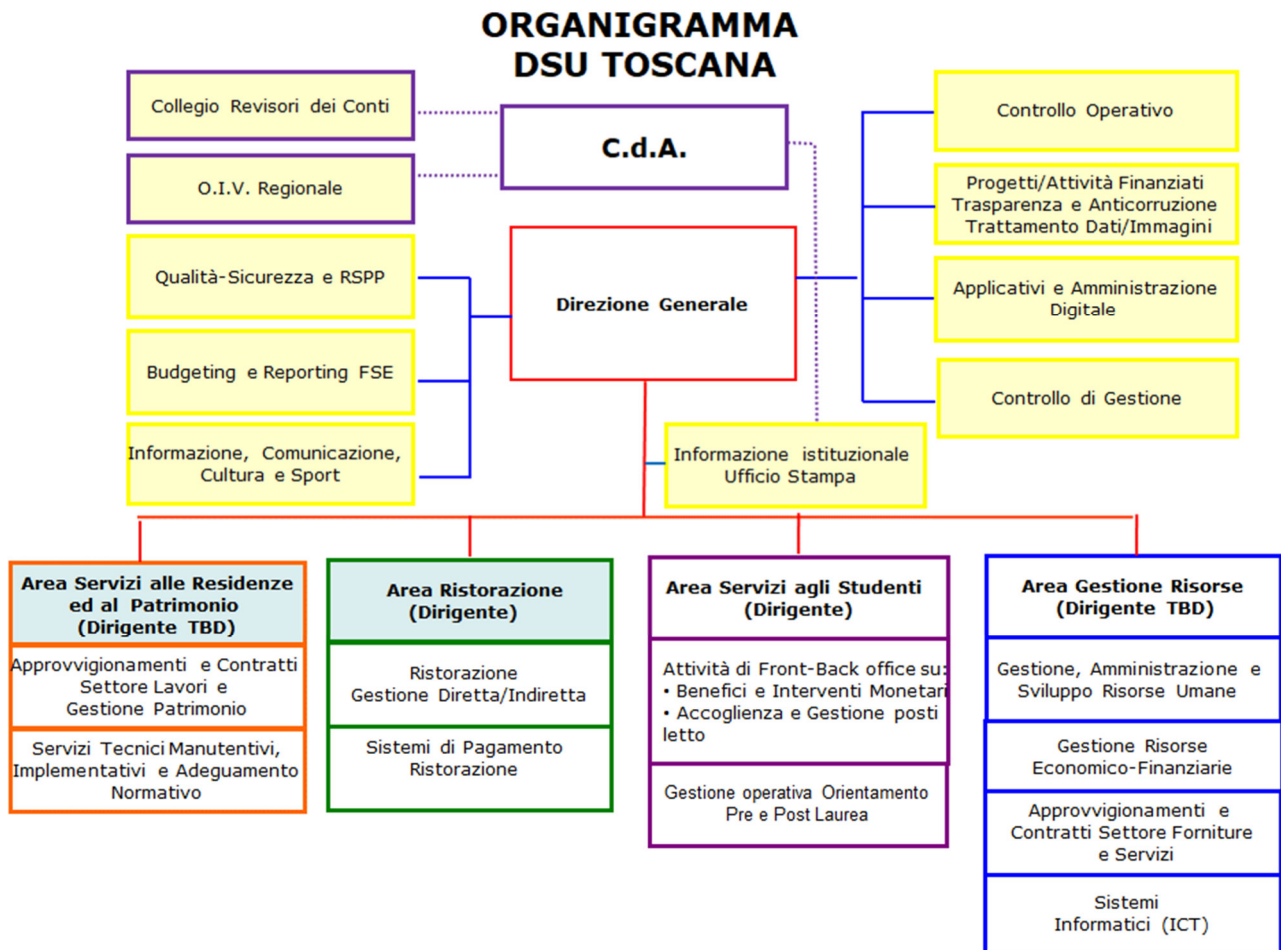 ORGANIGRAMMA
DSU TOSCANA
Collegio Revisori dei Conti
O.I.V. Regionale
C.d.A.
Controllo Operativo
Progetti/Attività Finanziati
Trasparenza e Anticorruzione
Trattamento Dati/Immagini
Qualità-Sicurezza e RSPP
Direzione Generale
Applicativi e Amministrazione
Digitale
Budgeting e Reporting FSE
Controllo di Gestione
Informazione, Comunicazione,
Cultura e Sport
Informazione istituzionale
Ufficio Stampa
Area Servizi alle Residenze
ed al Patrimonio
(Dirigente TBD)
Approvvigionamenti e Contratti
Settore Lavori e
Gestione Patrimonio
Servizi Tecnici Manutentivi,
Implementativi e Adeguamento
Normativo
Area Ristorazione
(Dirigente)
Ristorazione
Gestione Diretta/Indiretta
Sistemi di Pagamento
Ristorazione
Area Servizi agli Studenti
(Dirigente)
Attività di Front-Back office su:
• Benefici e Interventi Monetari
• Accoglienza e Gestione posti
letto
Gestione operativa Orientamento
Pre e Post Laurea
Area Gestione Risorse
(Dirigente TBD)
Gestione, Amministrazione e
Sviluppo Risorse Umane
Gestione Risorse
Economico-Finanziarie
Approvvigionamenti e
Contratti Settore Forniture
e Servizi
Sistemi
Informatici (ICT)